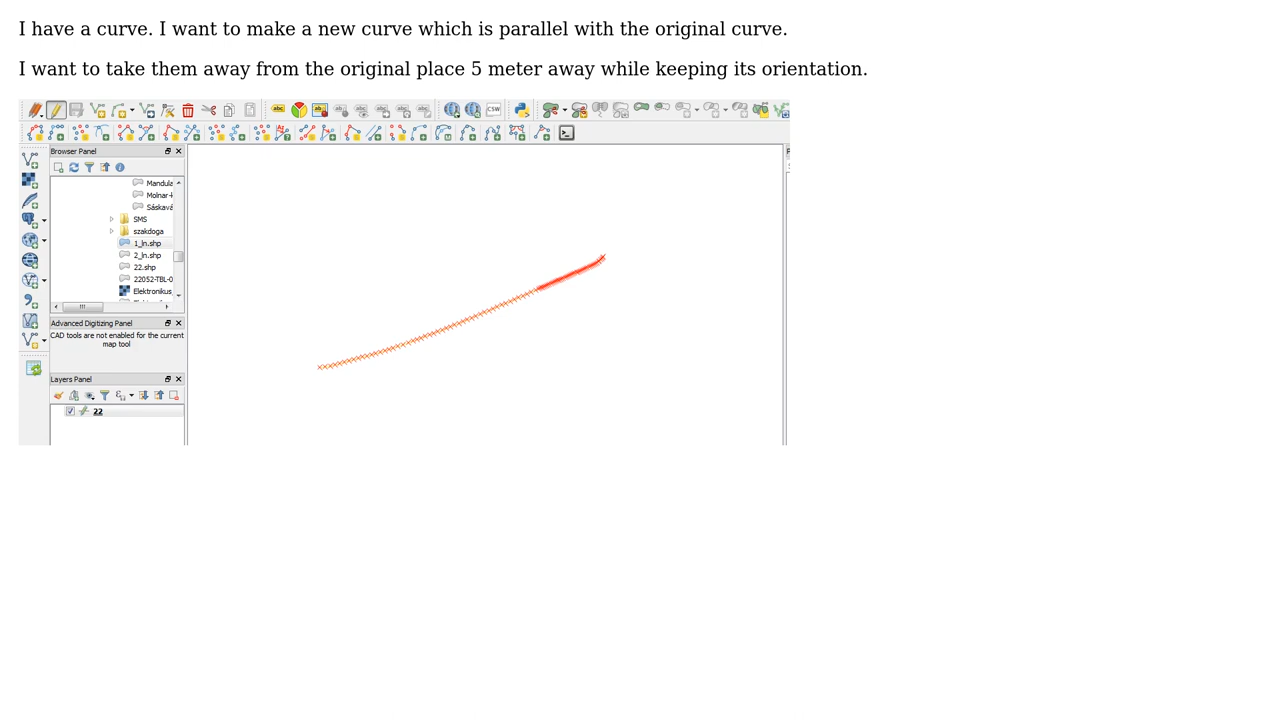 I have a curve. I want to make a new curve which is parallel with the original curve.
I want to take them away from the original place 5 meter away while keeping its orientation.
abc
CSW
Browser Panel
Mandula
Molnar-
Sáskavá
SMS
szakdoga
1_ln.shp
2_ln.shp
22.shp
22052-TBL-0
Elektronikus
Advanced Digitizing Panel
CAD tools are not enabled for the current
map tool
Layers Panel
22